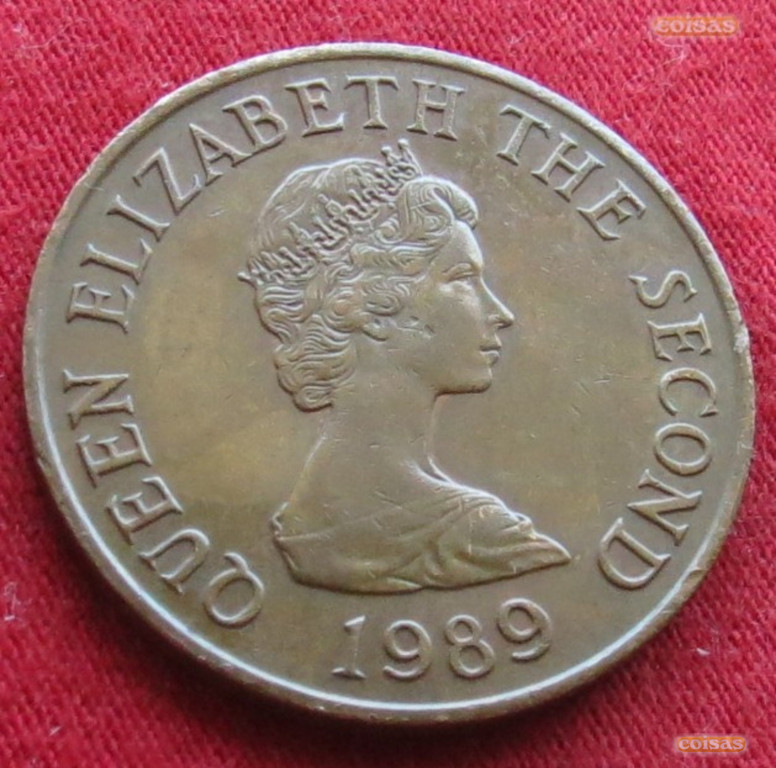 coisas
QUEEN ELIZABETH THE SECOND
1989
coisas